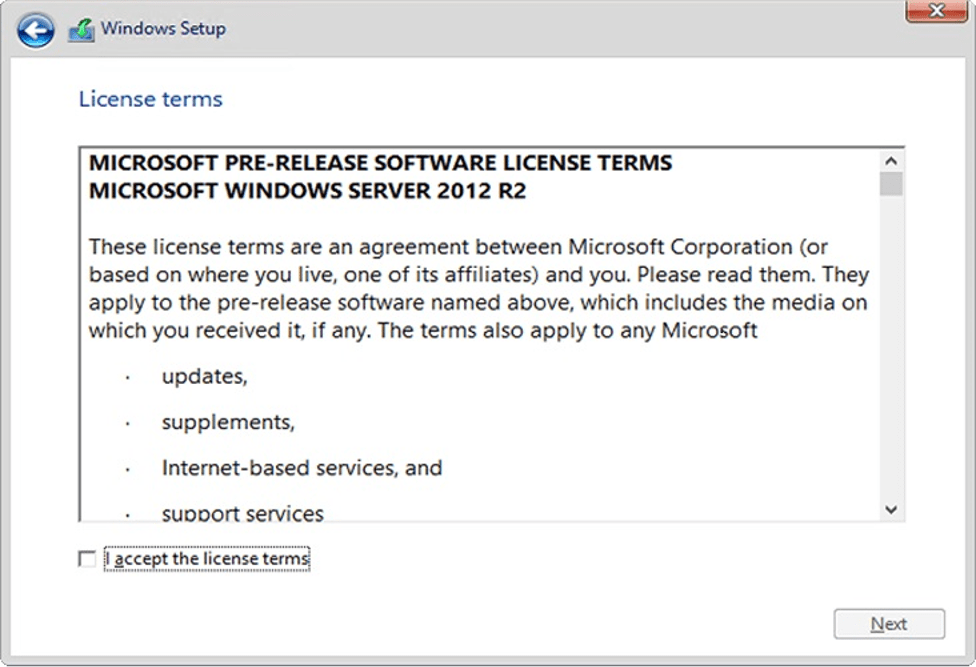 Windows Setup
License terms
MICROSOFT PRE-RELEASE SOFTWARE LICENSE TERMS
MICROSOFT WINDOWS SERVER 2012 R2
These license terms are an agreement between Microsoft Corporation (or
based on where you live, one of its affiliates) and you. Please read them. They
apply to the pre-release software named above, which includes the media on
which you received it, if any. The terms also apply to any Microsoft
· updates,
· supplements,
· Internet-based services, and
· support services
I accept the license terms
Next